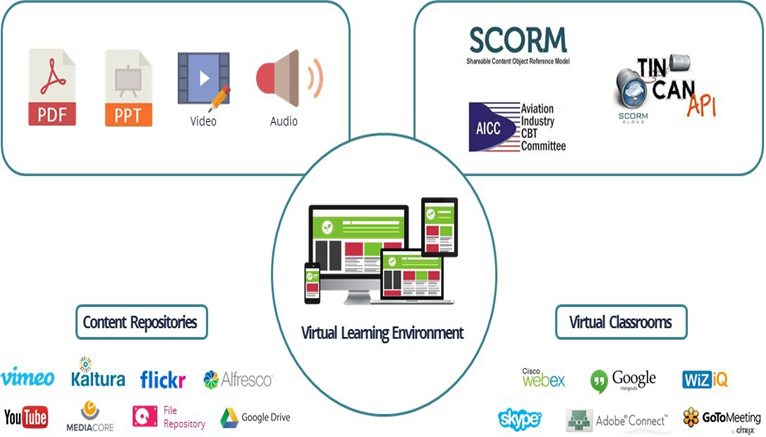 PDF
PPT
Video
Audio
SCORM
Shareable Content Object Reference Model
AICC
Aviation
Industry
CBT
Committee
TIN
CAN
API
SCORM
CLOUD
Virtual Learning Environment
Content Repositories
vimeo
Kaltura
flickr
Alfresco
YouTube
MEDIACORE
File
Repository
Google Drive
Virtual Classrooms
Cisco
webex
Google
Hangouts
WiZiQ
skype
Adobe® Connect™
GoToMeeting
by CITRIX